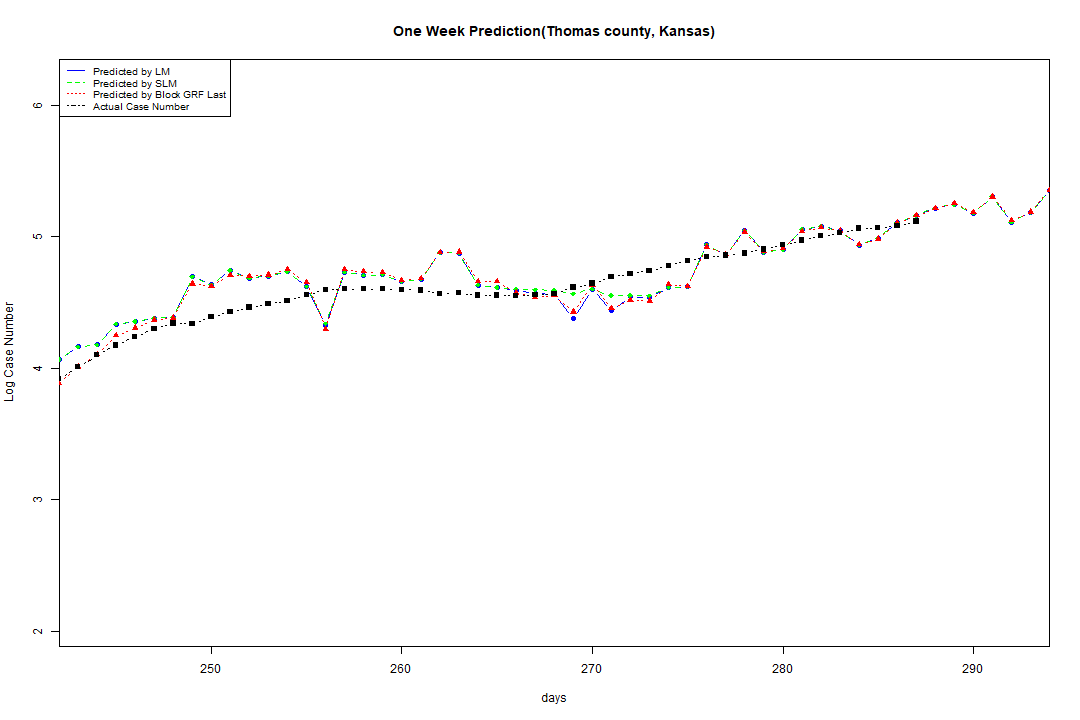 One Week Prediction(Thomas county, Kansas)
Predicted by LM
Predicted by SLM
Predicted by Block GRF Last
Actual Case Number
6
5
4
3
2
Log Case Number
250 260 270 280 290
days